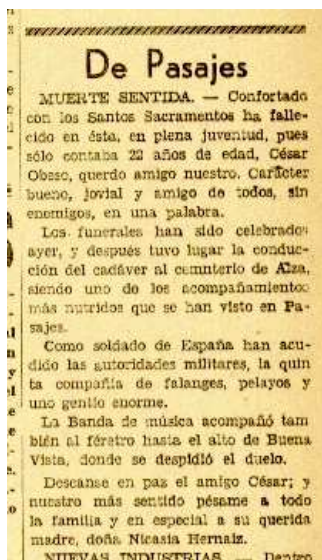 De Pasajes
MUERTE SENTIDA. — Confortado
con los Santos Sacramentos ha falle-
cido en ésta, en plena juventud, pues
sólo contaba 22 años de edad, César
Obeso, querdo amigo nuestro. Carácter
bueno, jovial y amigo de todos, sin
enemigos, en una palabra.
Los funerales han sido celebrados
ayer, y después tuvo lugar la conduc-
ción del cadáver al cemnterio de Alza,
siendo uno de los acompañamientos
más nutridos que se han visto en Pa-
sajes.
Como soldado de España han acu-
dido las autoridades militares, la quin
ta compañía de falanges, pelayos y
uno gentío enorme.
La Banda de música acompañó tam
bién al féretro hasta el alto de Buena
Vista, donde se despidió el duelo.
Descanse en paz el amigo César; y
nuestro más sentido pésame a todo
la familia y en especial a su querida
madre, doña Nicasia Hernaiz.
NUEVAS INDUSTRIAS. — Dentro